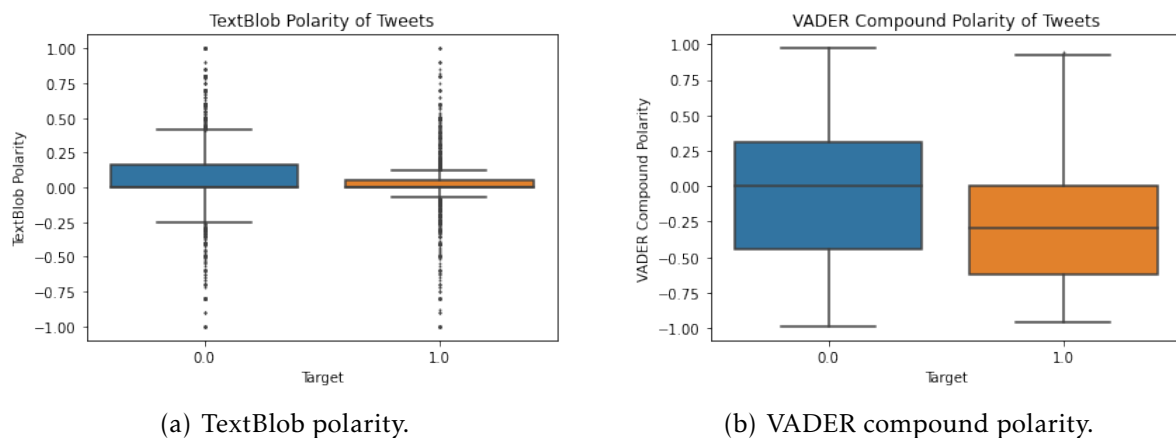 TextBlob Polarity of Tweets
1.00
0.75
0.50
0.25
0.00
−0.25
−0.50
−0.75
−1.00
TextBlob Polarity
0.0
1.0
Target
(a) TextBlob polarity.
VADER Compound Polarity of Tweets
1.00
0.75
0.50
0.25
0.00
−0.25
−0.50
−0.75
−1.00
VADER Compound Polarity
0.0
1.0
Target
(b) VADER compound polarity.